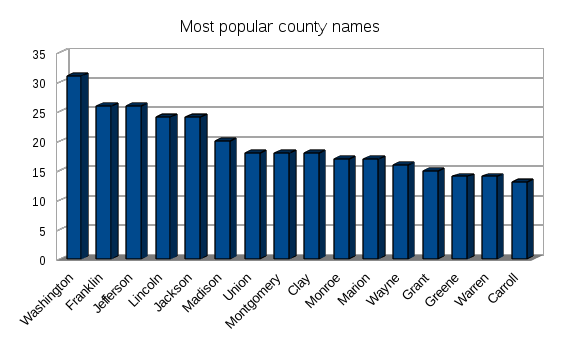 Most popular county names
35
30
25
20
15
10
5
0
Washington
Franklin
Jefferson
Lincoln
Jackson
Madison
Union
Montgomery
Clay
Monroe
Marion
Wayne
Grant
Greene
Warren
Carroll